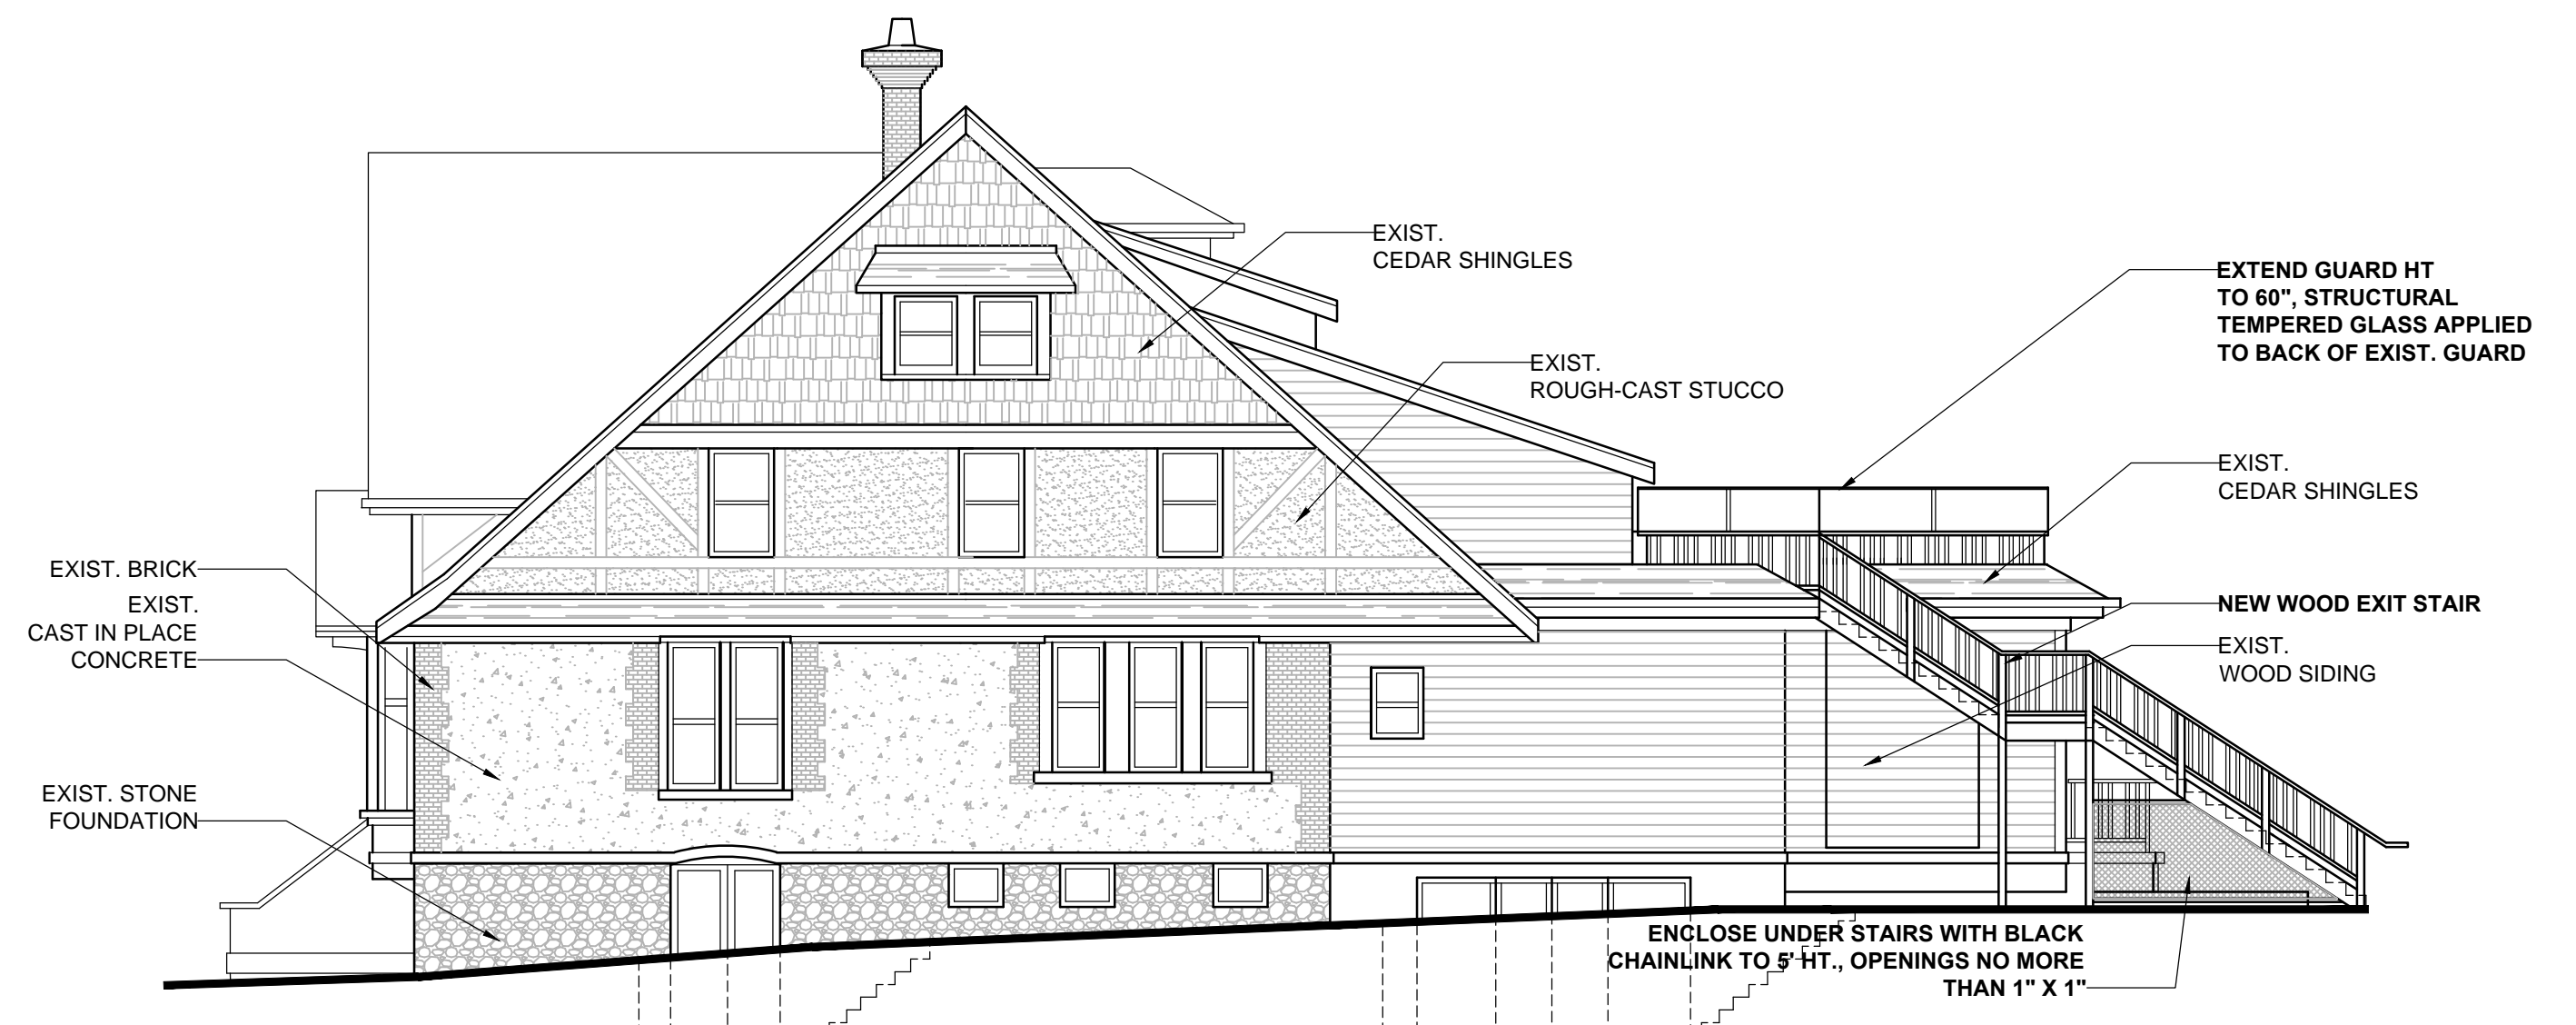 EXIST.
CEDAR SHINGLES
EXTEND GUARD HT
TO 60", STRUCTURAL
TEMPERED GLASS APPLIED
TO BACK OF EXIST. GUARD
EXIST.
ROUGH-CAST STUCCO
EXIST.
CEDAR SHINGLES
EXIST. BRICK
EXIST.
CAST IN PLACE
CONCRETE
NEW WOOD EXIT STAIR
EXIST.
WOOD SIDING
EXIST. STONE
FOUNDATION
ENCLOSE UNDER STAIRS WITH BLACK
CHAINLINK TO 5' HT., OPENINGS NO MORE
THAN 1" X 1"